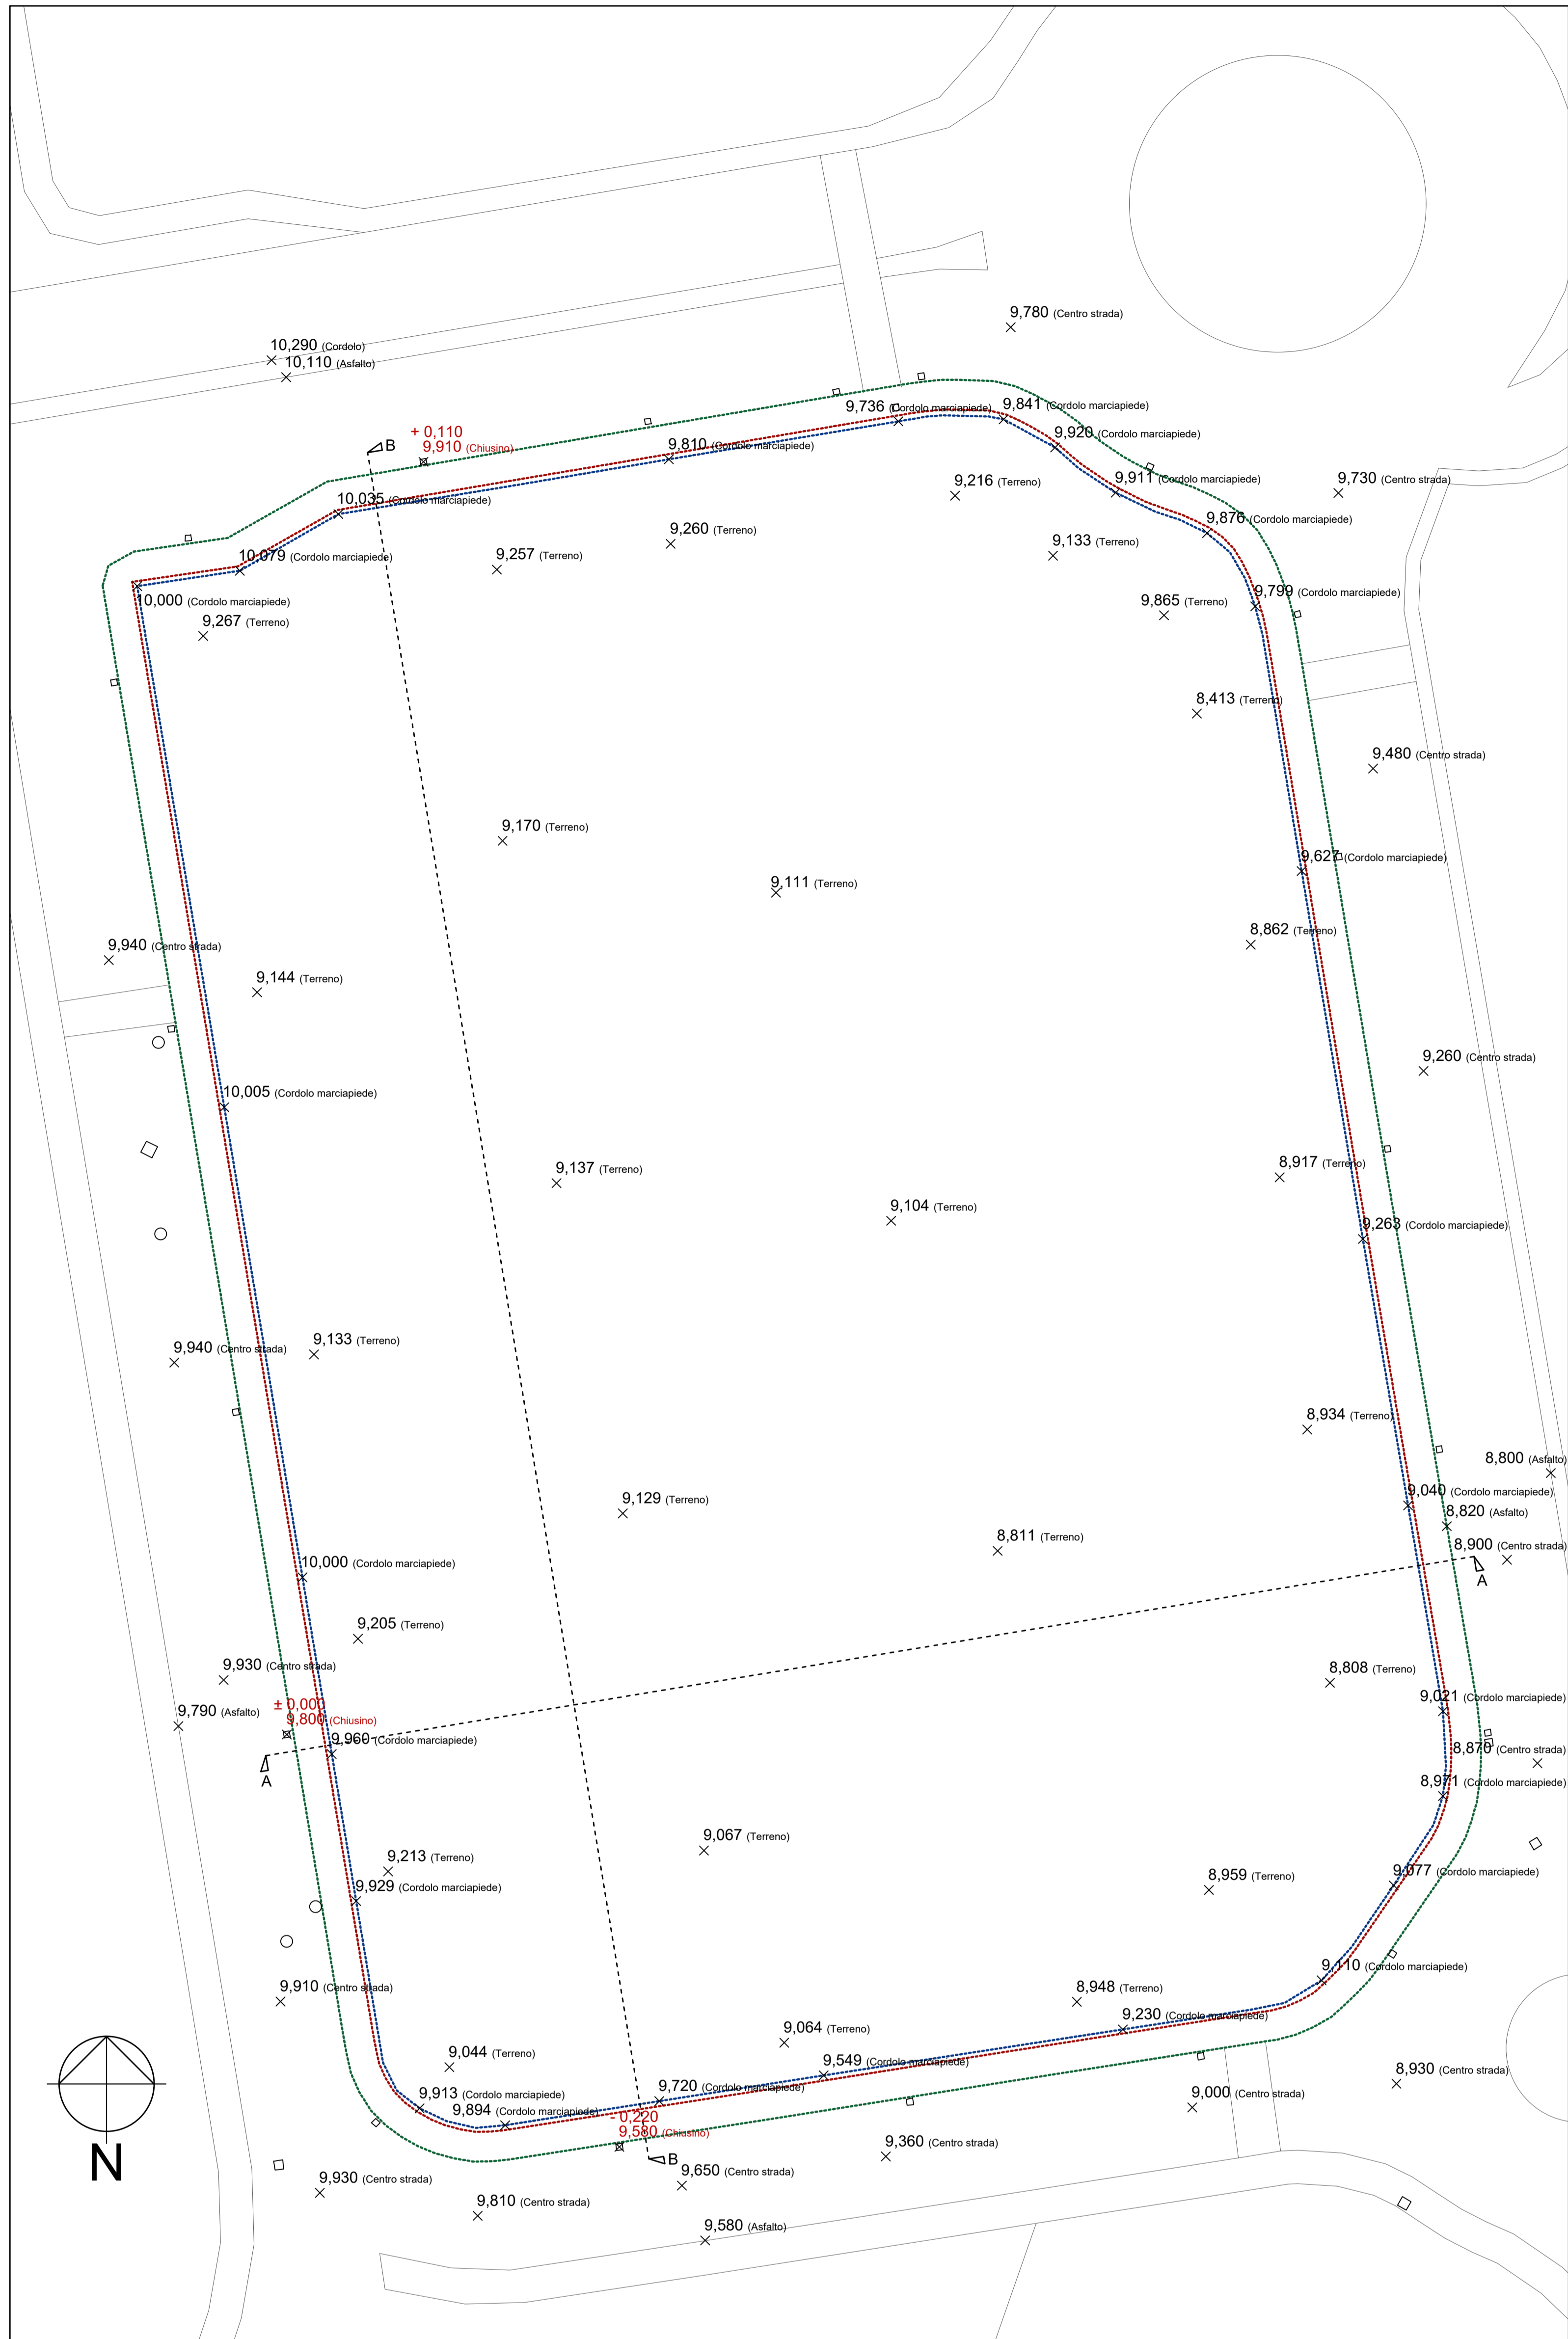 9,780 (Centro strada)
10,290 (Cordolo)
10,110 (Asfalto)
9,736 (Cordolo marciapiede)
9,841 (Cordolo marciapiede)
+ 0,110
9,910 (Chiusino)
B
9,810 (Cordolo marciapiede)
9,920 (Cordolo marciapiede)
9,911 (Cordolo marciapiede)
9,730 (Centro strada)
9,216 (Terreno)
10,035 (Cordolo marciapiede)
9,876 (Cordolo marciapiede)
9,260 (Terreno)
9,133 (Terreno)
10,079 (Cordolo marciapiede)
9,257 (Terreno)
10,000 (Cordolo marciapiede)
9,799 (Cordolo marciapiede)
9,865 (Terreno)
9,267 (Terreno)
8,413 (Terreno)
9,480 (Centro strada)
9,170 (Terreno)
9,627 (Cordolo marciapiede)
9,111 (Terreno)
8,862 (Terreno)
9,940 (Centro strada)
9,144 (Terreno)
9,260 (Centro strada)
10,005 (Cordolo marciapiede)
9,137 (Terreno)
8,917 (Terreno)
9,104 (Terreno)
9,263 (Cordolo marciapiede)
9,940 (Centro strada)
9,133 (Terreno)
8,934 (Terreno)
8,800 (Asfalto)
9,129 (Terreno)
9,040 (Cordolo marciapiede)
8,820 (Asfalto)
8,811 (Terreno)
8,900 (Centro strada)
10,000 (Cordolo marciapiede)
A
9,205 (Terreno)
9,930 (Centro strada)
8,808 (Terreno)
± 0,000
9,790 (Asfalto)
9,800 (Chiusino)
9,021 (Cordolo marciapiede)
9,960 (Cordolo marciapiede)
8,870 (Centro strada)
A
8,971 (Cordolo marciapiede)
9,067 (Terreno)
9,213 (Terreno)
9,077 (Cordolo marciapiede)
9,929 (Cordolo marciapiede)
8,959 (Terreno)
9,110 (Cordolo marciapiede)
9,910 (Centro strada)
8,948 (Terreno)
9,230 (Cordolo marciapiede)
9,064 (Terreno)
9,044 (Terreno)
9,549 (Cordolo marciapiede)
8,930 (Centro strada)
9,913 (Cordolo marciapiede)
9,720 (Cordolo marciapiede)
9,000 (Centro strada)
9,894 (Cordolo marciapiede)
- 0,220
9,580 (Chiusino)
N
B
9,360 (Centro strada)
9,930 (Centro strada)
9,650 (Centro strada)
9,810 (Centro strada)
9,580 (Asfalto)